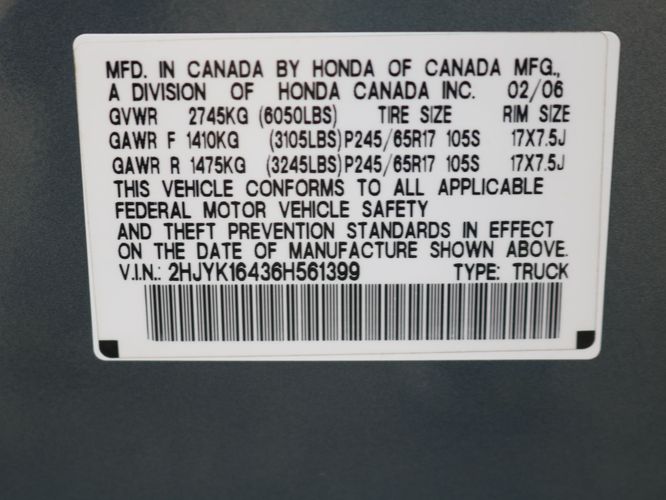 MFD. IN CANADA BY HONDA OF CANADA MFG.,
A DIVISION OF HONDA CANADA INC. 02/06
GVWR 2745KG (6050LBS) TIRE SIZE RIM SIZE
GAWR F 1410KG (3105LBS) P245/65R17 105S 17X7.5J
GAWR R 1475KG (3245LBS) P245/65R17 105S 17X7.5J
THIS VEHICLE CONFORMS TO ALL APPLICABLE
FEDERAL MOTOR VEHICLE SAFETY
AND THEFT PREVENTION STANDARDS IN EFFECT
ON THE DATE OF MANUFACTURE SHOWN ABOVE.
V.I.N.: 2HJYK16436H561399 TYPE: TRUCK